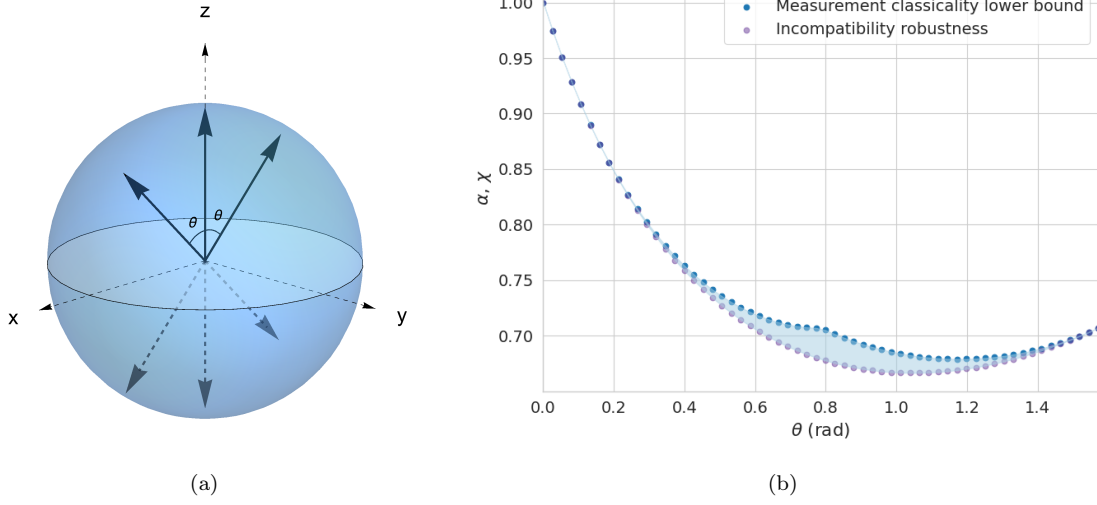 z
θ
θ
x
y
(a)
Measurement classicality lower bound
Incompatibility robustness
1.00
0.95
0.90
0.85
0.80
0.75
0.70
α, χ
0.0 0.2 0.4 0.6 0.8 1.0 1.2 1.4
θ (rad)
(b)